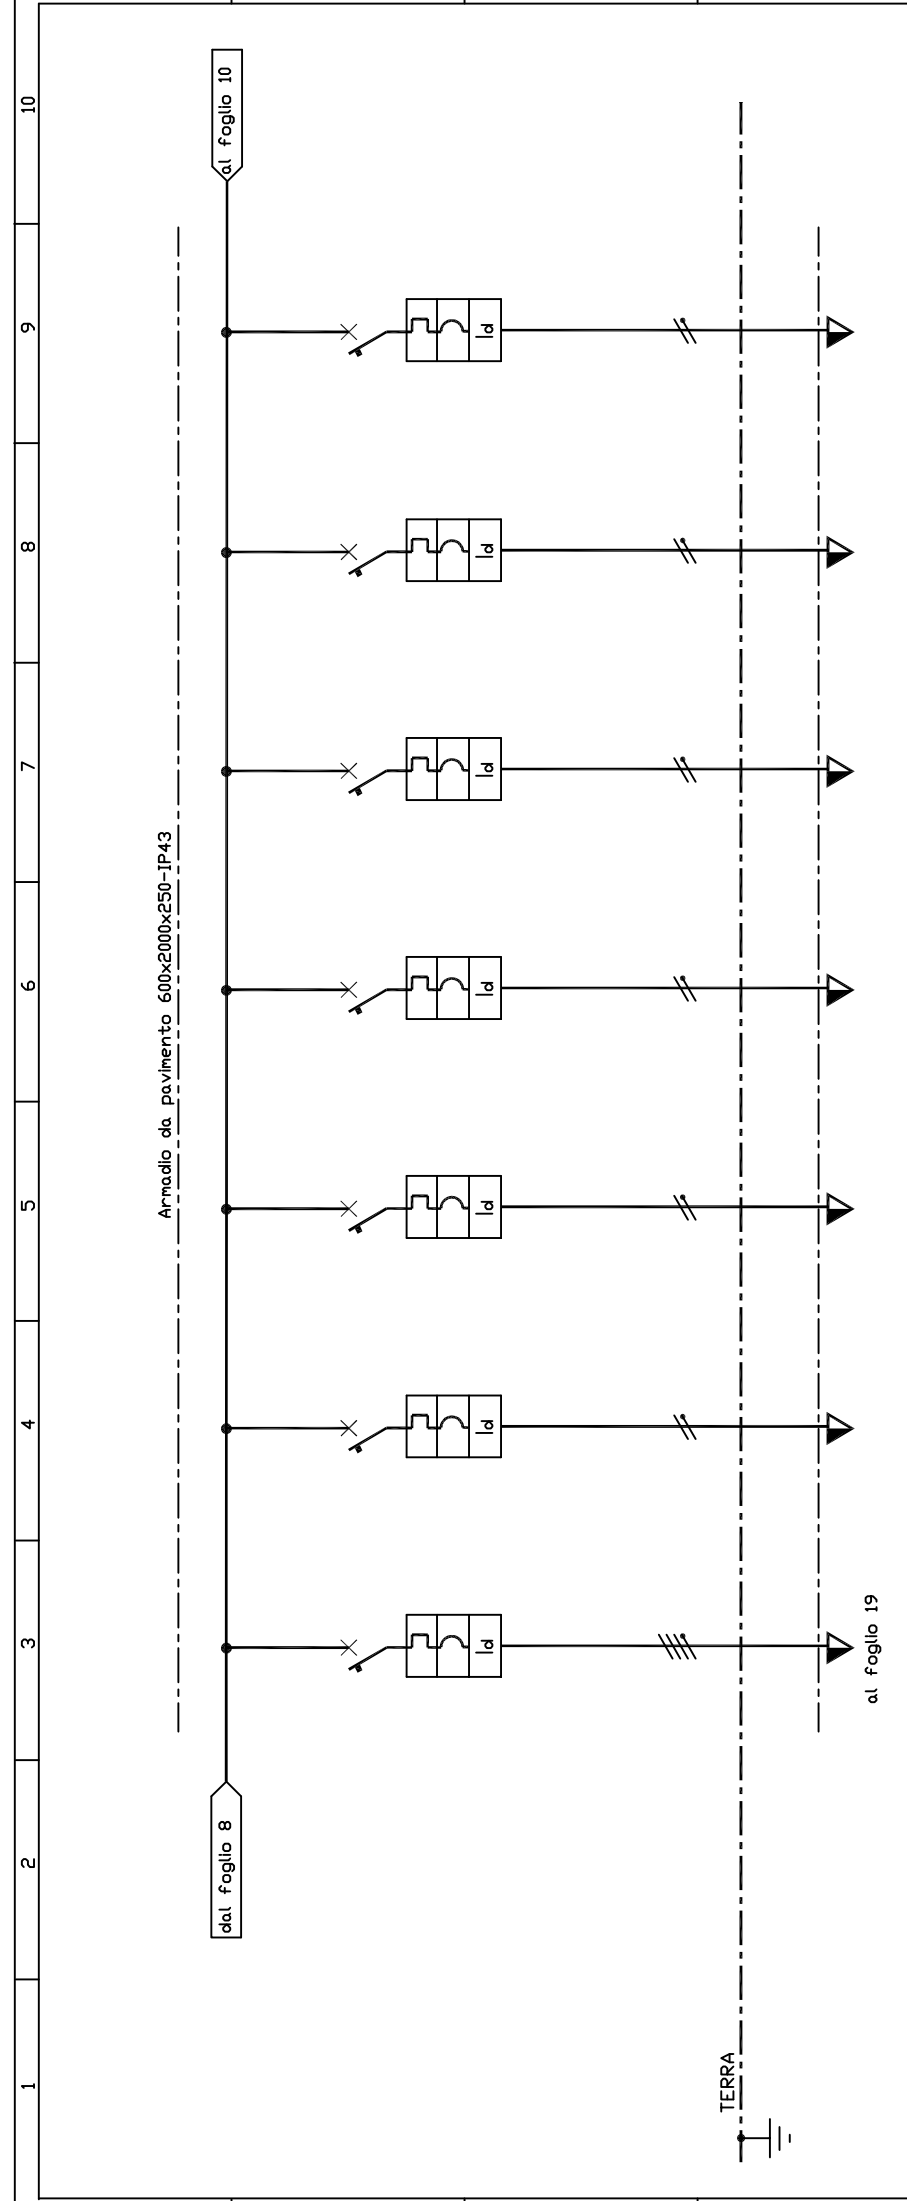 1
2
3
4
5
6
7
8
9
10
Armadio da pavimento 600x2000x250-IP43
dal foglio 8
al foglio 10
Id
Id
Id
Id
Id
Id
Id
TERRA
al foglio 19